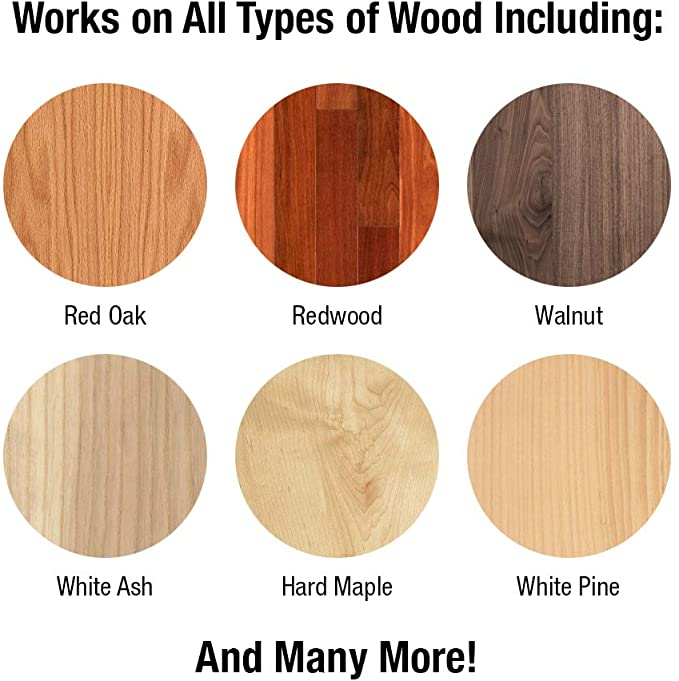 Works on All Types of Wood Including:
Red Oak
Redwood
Walnut
White Ash
Hard Maple
White Pine
And Many More!